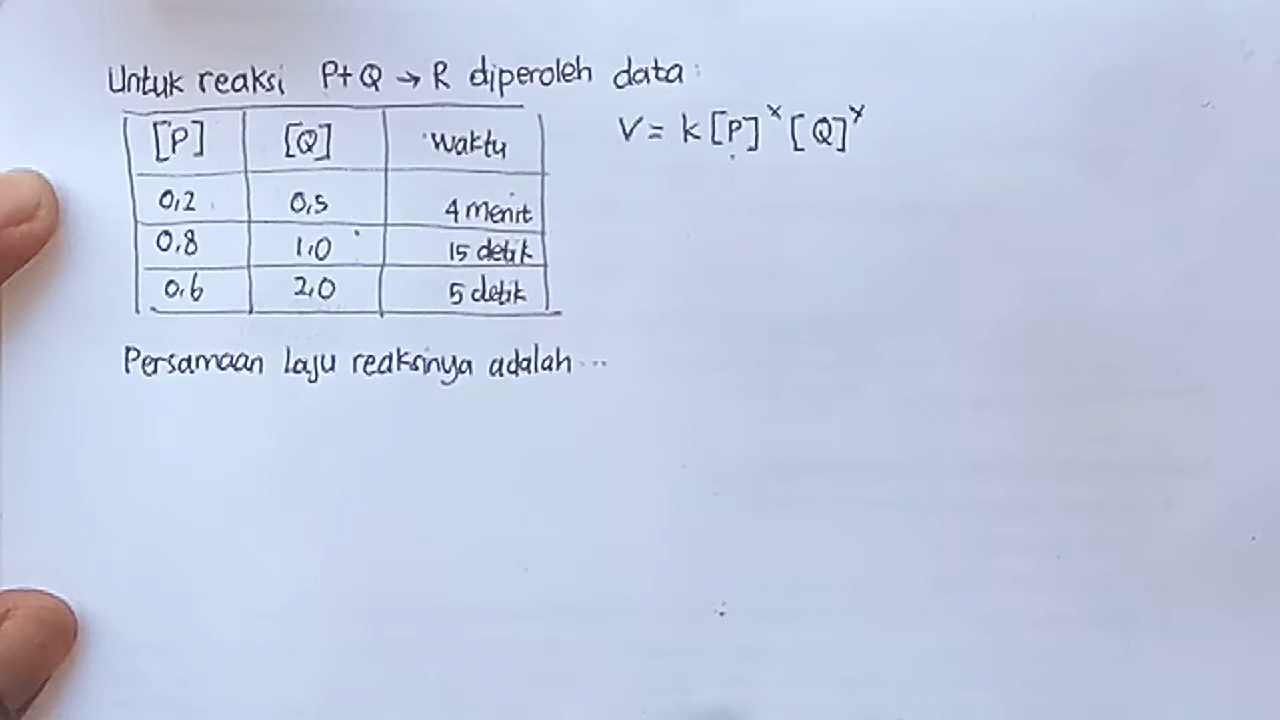 Untuk reaksi P+Q → R diperoleh data:
[P] [Q] waktu
V = k [P]^x [Q]^y
0,2 0,5 4 menit
0,8 1,0 15 detik
0,6 2,0 5 detik
Persamaan laju reaksinya adalah ...